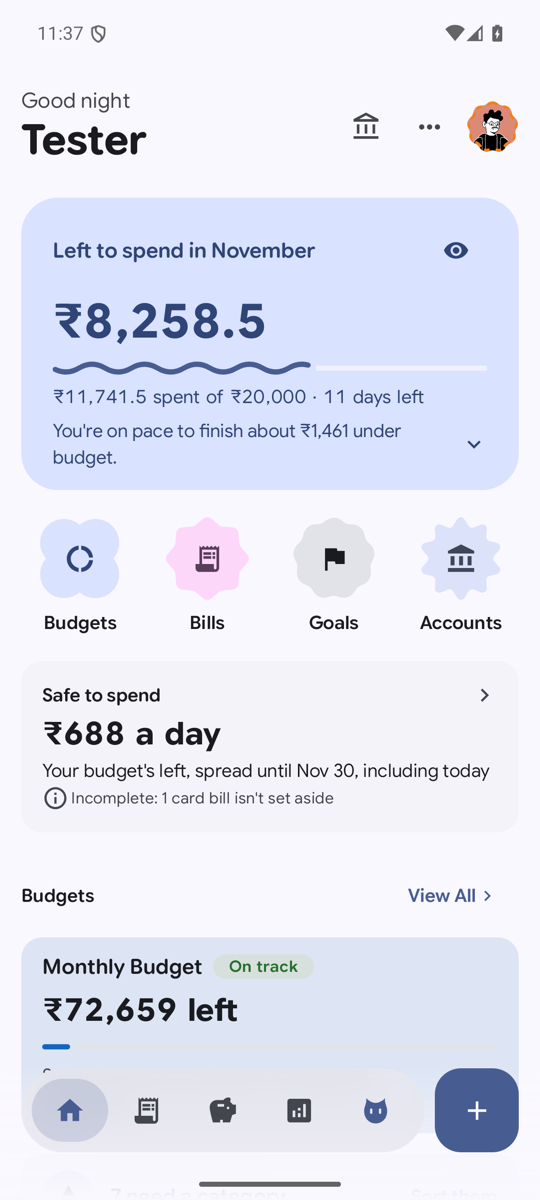 11:37
Good night
Tester
Left to spend in November
₹8,258.5
₹11,741.5 spent of ₹20,000 · 11 days left
You're on pace to finish about ₹1,461 under
budget.
Budgets
Bills
Goals
Accounts
Safe to spend
₹688 a day
Your budget's left, spread until Nov 30, including today
Incomplete: 1 card bill isn't set aside
Budgets
View All
Monthly Budget
On track
₹72,659 left
7 need a category